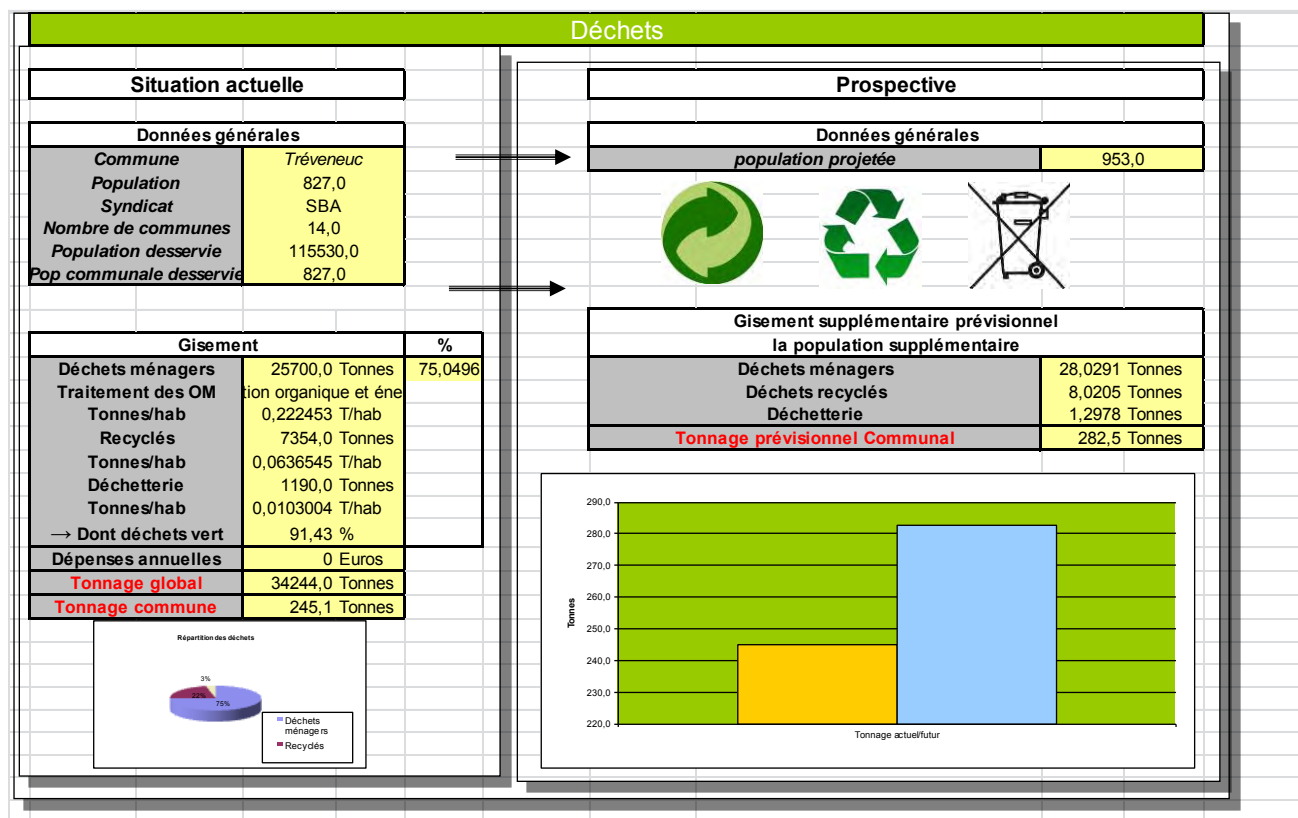 Déchets
Situation actuelle
Données générales
Commune Tréveneuc
Population 827,0
Syndicat SBA
Nombre de communes 14,0
Population desservie 115530,0
Pop communale desservie 827,0
Gisement %
Déchets ménagers 25700,0 Tonnes 75,0496
Traitement des OM tion organique et éne
Tonnes/hab 0,222453 T/hab
Recyclés 7354,0 Tonnes
Tonnes/hab 0,0636545 T/hab
Déchetterie 1190,0 Tonnes
Tonnes/hab 0,0103004 T/hab
→ Dont déchets vert 91,43 %
Dépenses annuelles 0 Euros
Tonnage global 34244,0 Tonnes
Tonnage commune 245,1 Tonnes
Répartition des déchets
3%
22%
75%
Déchets
ménagers
Recyclés
Prospective
Données générales
population projetée 953,0
Gisement supplémentaire prévisionnel
la population supplémentaire
Déchets ménagers 28,0291 Tonnes
Déchets recyclés 8,0205 Tonnes
Déchetterie 1,2978 Tonnes
Tonnage prévisionnel Communal 282,5 Tonnes
290,0
280,0
270,0
260,0
250,0
240,0
230,0
220,0
Tonnes
Tonnage actuel/futur